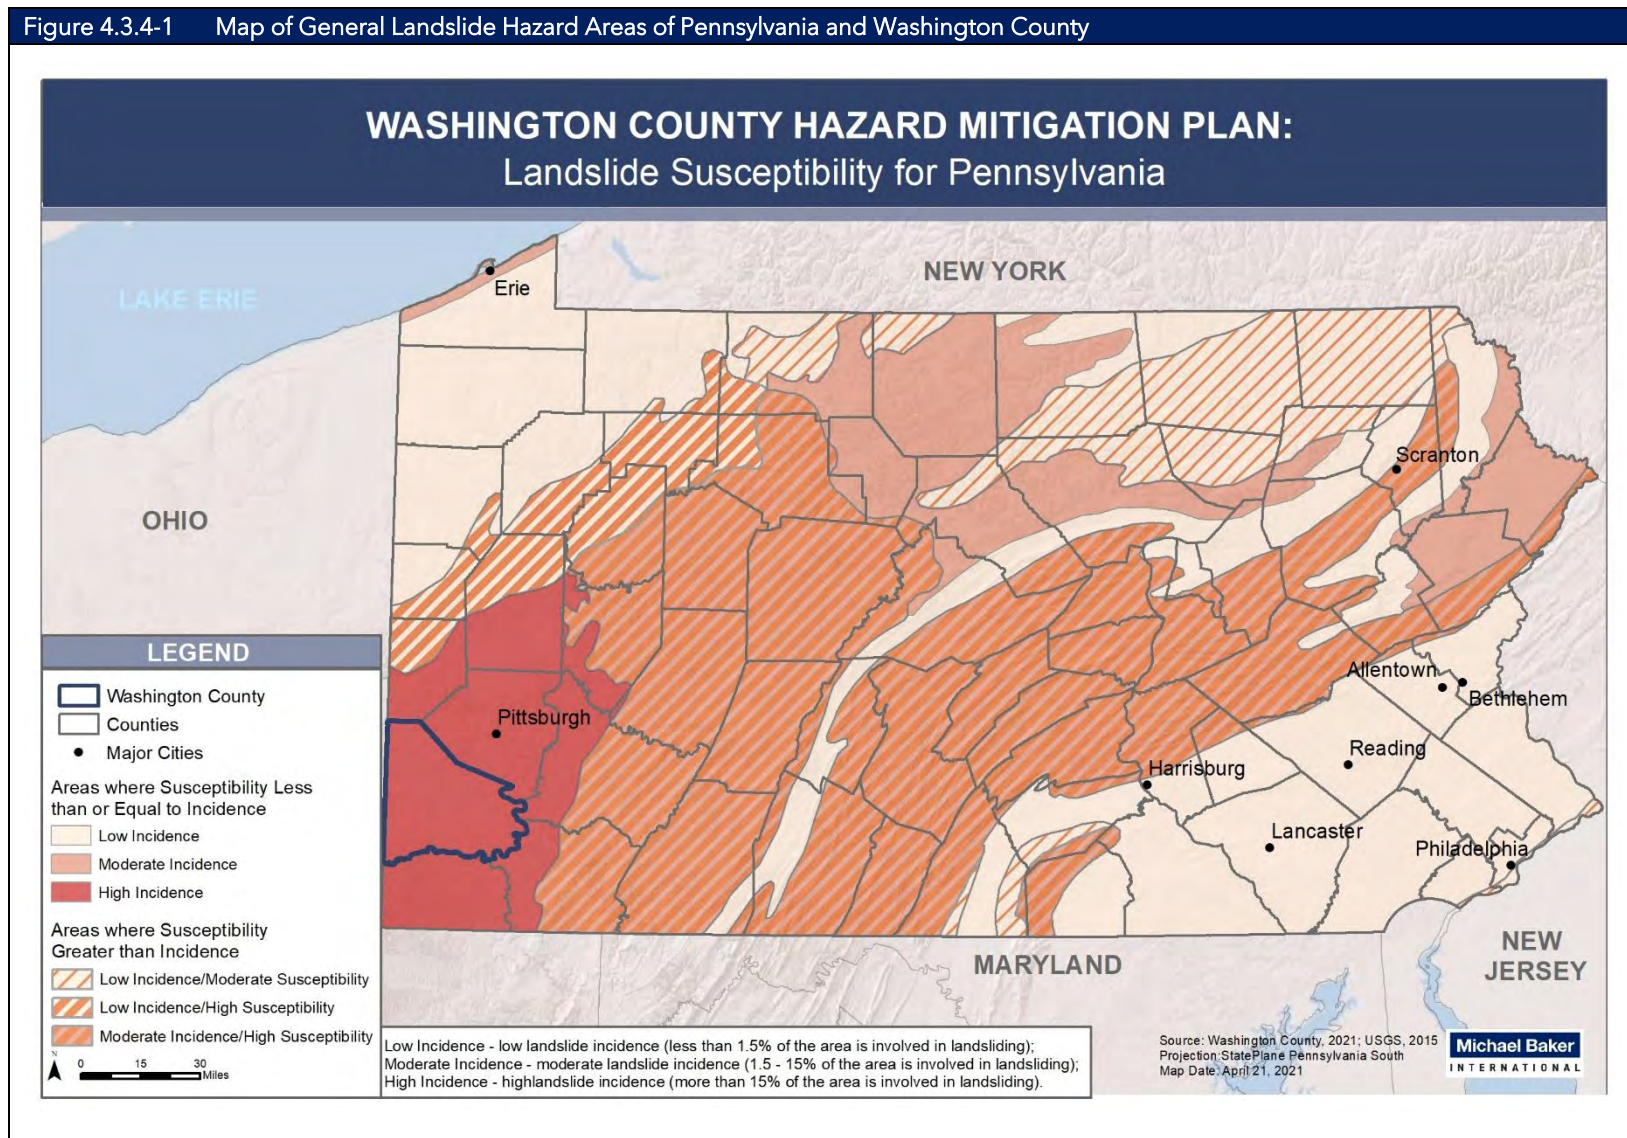 Figure 4.3.4-1 Map of General Landslide Hazard Areas of Pennsylvania and Washington County
WASHINGTON COUNTY HAZARD MITIGATION PLAN:
Landslide Susceptibility for Pennsylvania
NEW YORK
LAKE ERIE
Erie
OHIO
Scranton
Allentown
Bethlehem
Pittsburgh
Reading
Harrisburg
Lancaster
Philadelphia
NEW
JERSEY
MARYLAND
LEGEND
Washington County
Counties
Major Cities
Areas where Susceptibility Less
than or Equal to Incidence
Low Incidence
Moderate Incidence
High Incidence
Areas where Susceptibility
Greater than Incidence
Low Incidence/Moderate Susceptibility
Low Incidence/High Susceptibility
Moderate Incidence/High Susceptibility
N
0 15 30
Miles
Low Incidence - low landslide incidence (less than 1.5% of the area is involved in landsliding);
Moderate Incidence - moderate landslide incidence (1.5 - 15% of the area is involved in landsliding);
High Incidence - highlandslide incidence (more than 15% of the area is involved in landsliding).
Source: Washington County, 2021; USGS, 2015
Projection:StatePlane Pennsylvania South
Map Date: April 21, 2021
Michael Baker
INTERNATIONAL